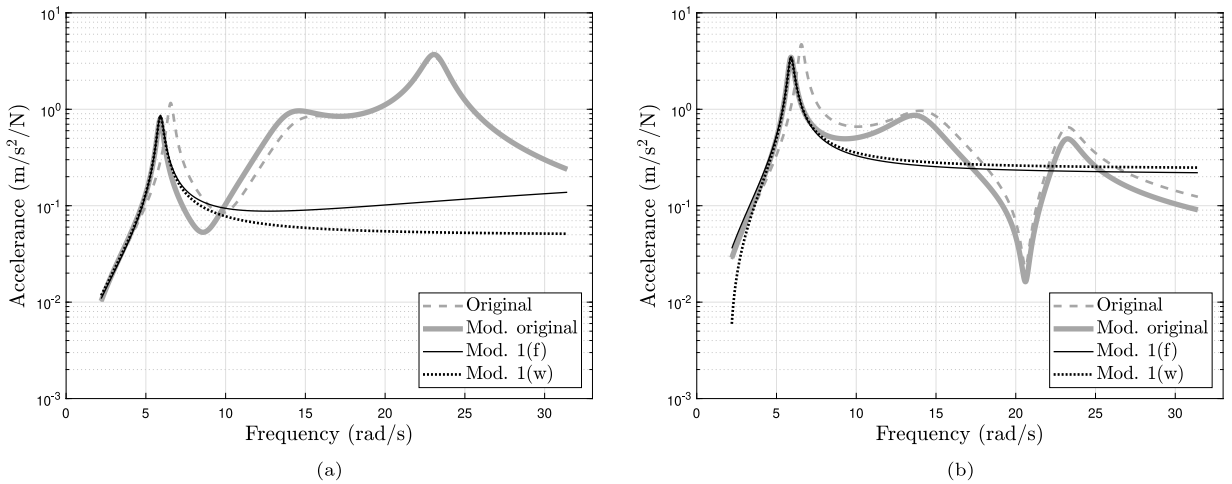 10^1
10^0
10^-1
10^-2
10^-3
Accelerance (m/s^2/N)
Original
Mod. original
Mod. 1(f)
Mod. 1(w)
0 5 10 15 20 25 30
Frequency (rad/s)
(a)
10^1
10^0
10^-1
10^-2
10^-3
Accelerance (m/s^2/N)
Original
Mod. original
Mod. 1(f)
Mod. 1(w)
0 5 10 15 20 25 30
Frequency (rad/s)
(b)